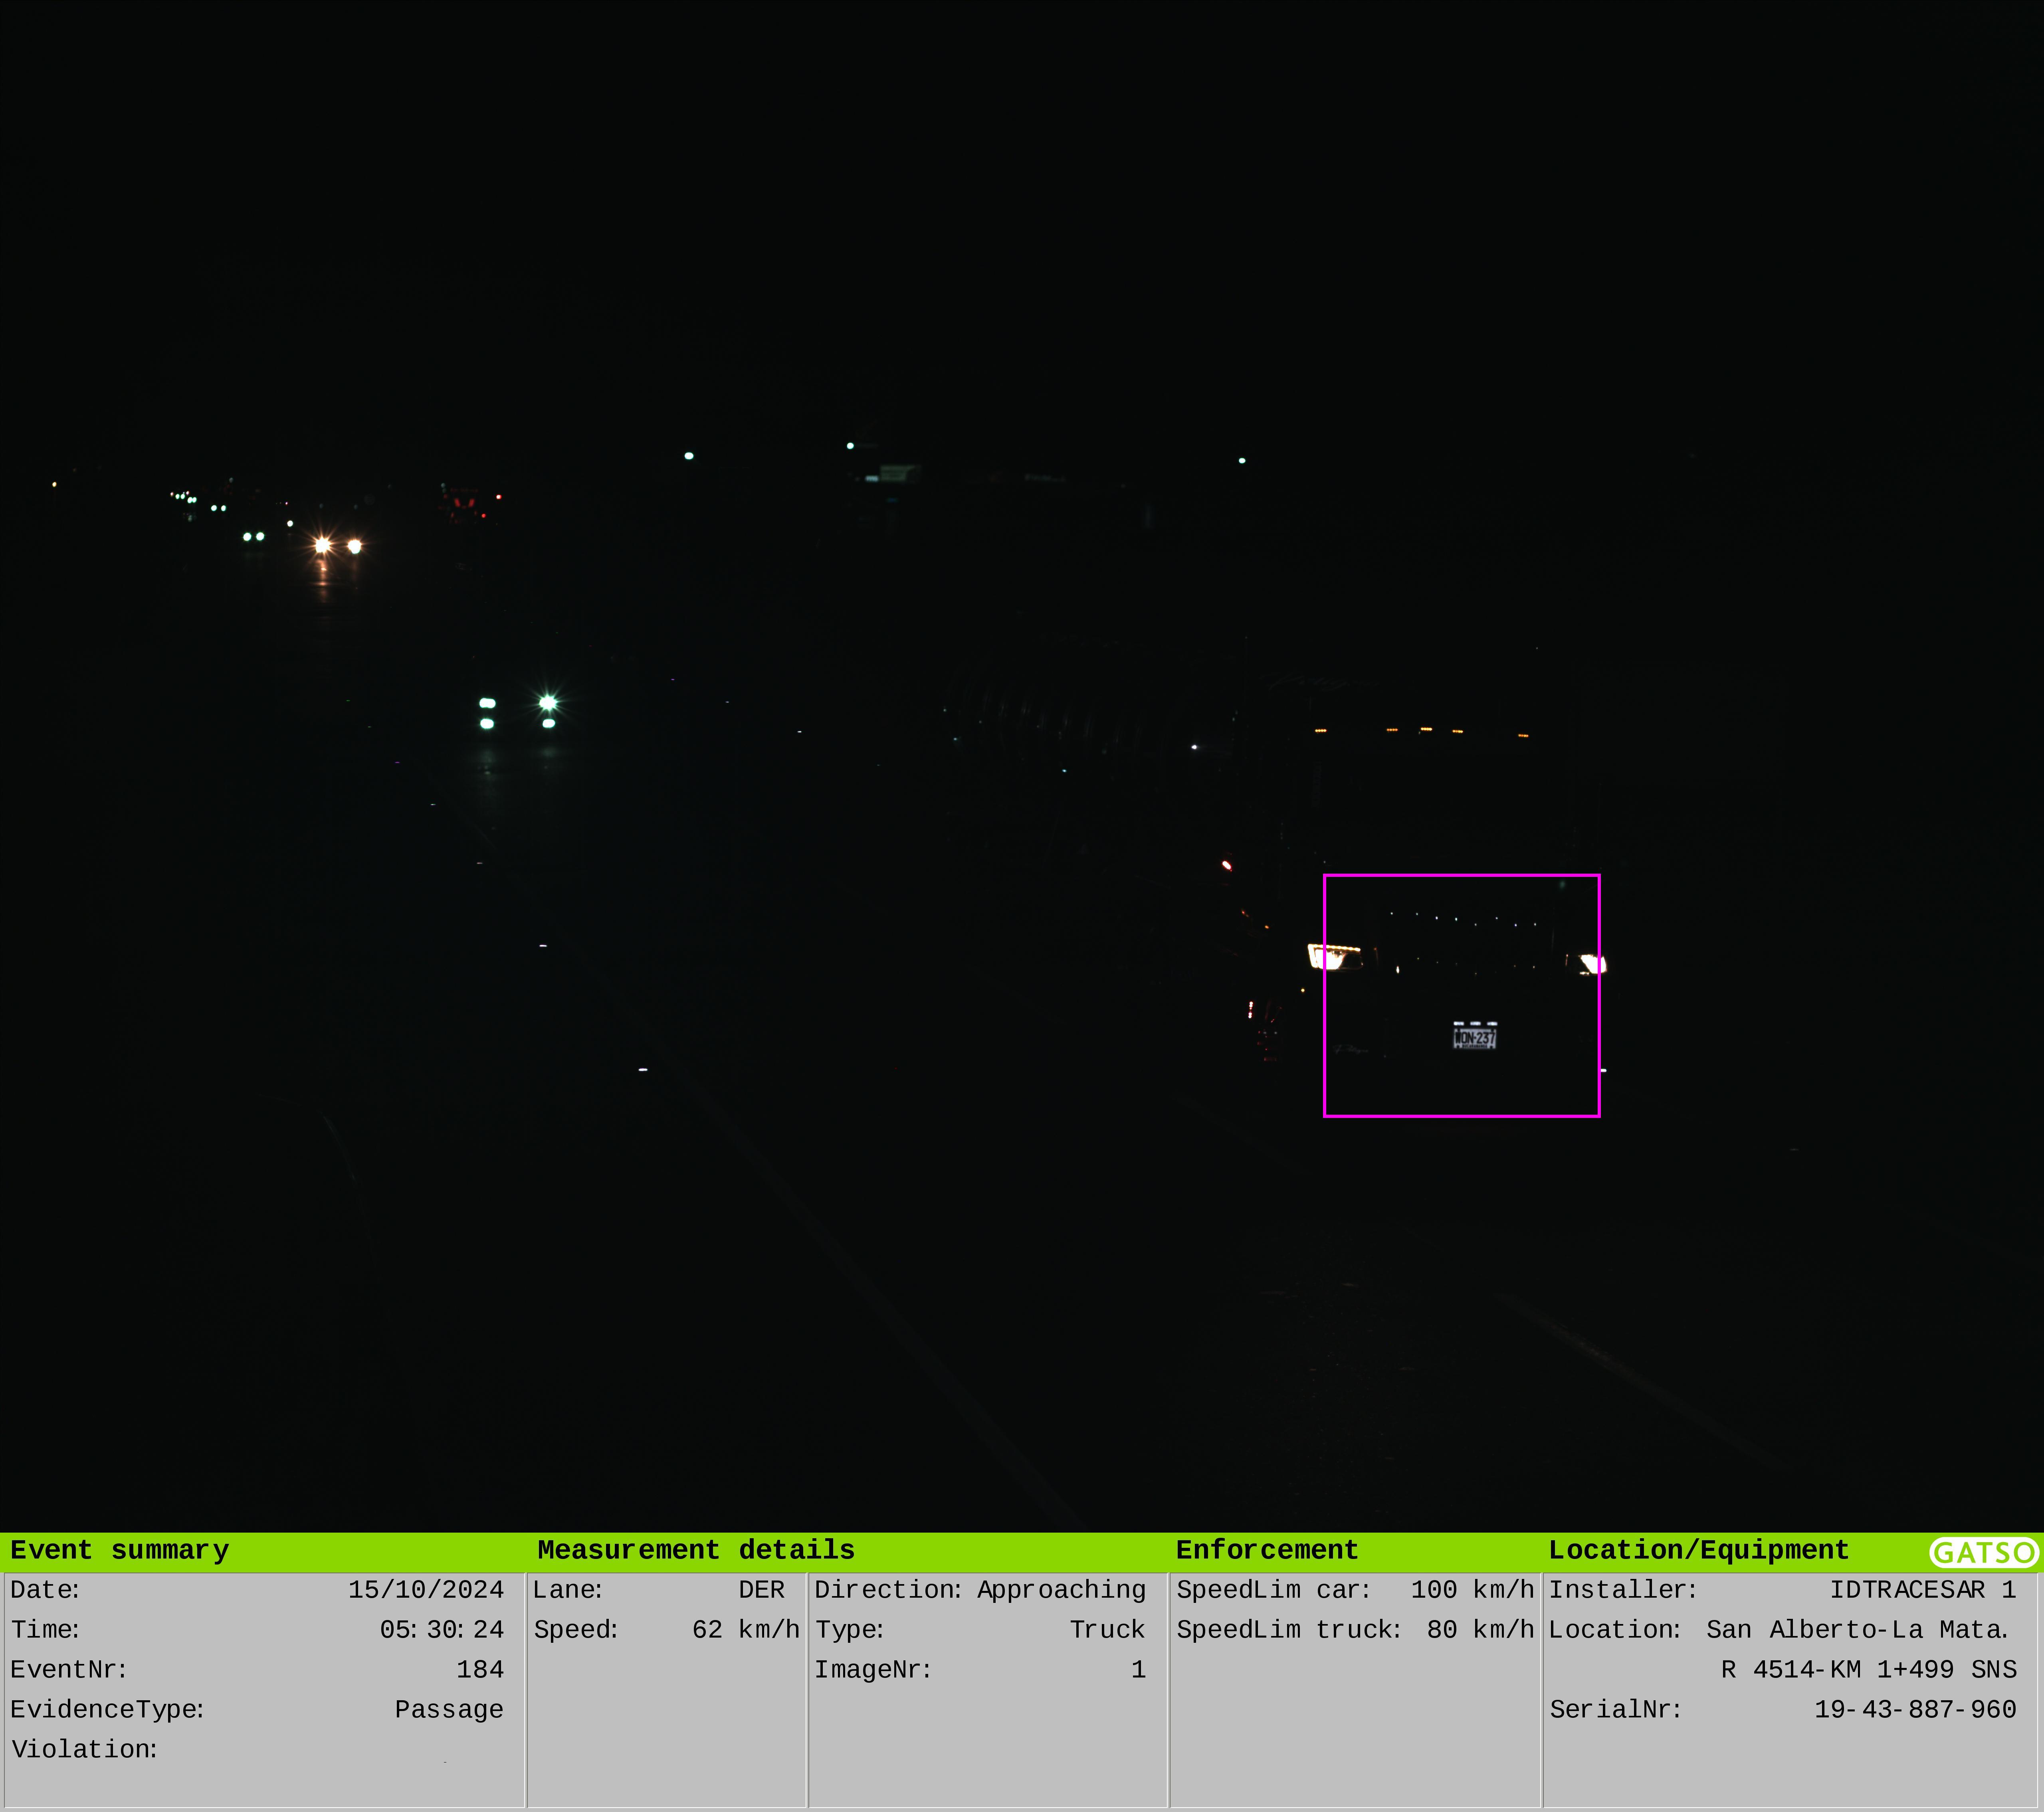 WON-237
Event summary
Measurement details
Enforcement
Location/Equipment
GATSO
Date: 15/10/2024
Time: 05:30:24
EventNr: 184
EvidenceType: Passage
Violation:
Lane: DER
Speed: 62 km/h
Direction: Approaching
Type: Truck
ImageNr: 1
SpeedLim car: 100 km/h
SpeedLim truck: 80 km/h
Installer: IDTRACESAR 1
Location: San Alberto-La Mata.
R 4514-KM 1+499 SNS
SerialNr: 19-43-887-960